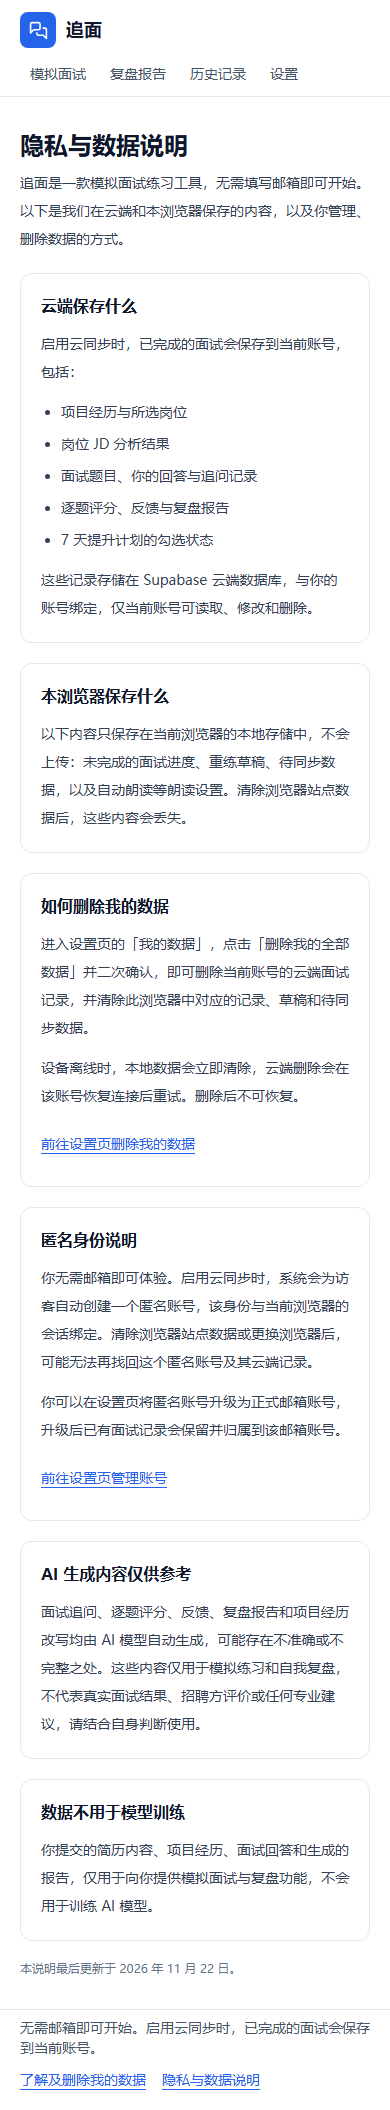 追面
模拟面试 复盘报告 历史记录 设置
隐私与数据说明
追面是一款模拟面试练习工具，无需填写邮箱即可开始。
以下是我们在云端和本浏览器保存的内容，以及你管理、
删除数据的方式。
云端保存什么
启用云同步时，已完成的面试会保存到当前账号，
包括：
• 项目经历与所选岗位
• 岗位 JD 分析结果
• 面试题目、你的回答与追问记录
• 逐题评分、反馈与复盘报告
• 7 天提升计划的勾选状态
这些记录存储在 Supabase 云端数据库，与你的
账号绑定，仅当前账号可读取、修改和删除。
本浏览器保存什么
以下内容只保存在当前浏览器的本地存储中，不会
上传：未完成的面试进度、重练草稿、待同步数
据，以及自动朗读等朗读设置。清除浏览器站点数
据后，这些内容会丢失。
如何删除我的数据
进入设置页的「我的数据」，点击「删除我的全部
数据」并二次确认，即可删除当前账号的云端面试
记录，并清除此浏览器中对应的记录、草稿和待同
步数据。
设备离线时，本地数据会立即清除，云端删除会在
该账号恢复连接后重试。删除后不可恢复。
前往设置页删除我的数据
匿名身份说明
你无需邮箱即可体验。启用云同步时，系统会为访
客自动创建一个匿名账号，该身份与当前浏览器的
会话绑定。清除浏览器站点数据或更换浏览器后，
可能无法再找回这个匿名账号及其云端记录。
你可以在设置页将匿名账号升级为正式邮箱账号，
升级后已有面试记录会保留并归属到该邮箱账号。
前往设置页管理账号
AI 生成内容仅供参考
面试追问、逐题评分、反馈、复盘报告和项目经历
改写均由 AI 模型自动生成，可能存在不准确或不
完整之处。这些内容仅用于模拟练习和自我复盘，
不代表真实面试结果、招聘方评价或任何专业建
议，请结合自身判断使用。
数据不用于模型训练
你提交的简历内容、项目经历、面试回答和生成的
报告，仅用于向你提供模拟面试与复盘功能，不会
用于训练 AI 模型。
本说明最后更新于 2026 年 11 月 22 日。
无需邮箱即可开始。启用云同步时，已完成的面试会保存
到当前账号。
了解及删除我的数据 隐私与数据说明